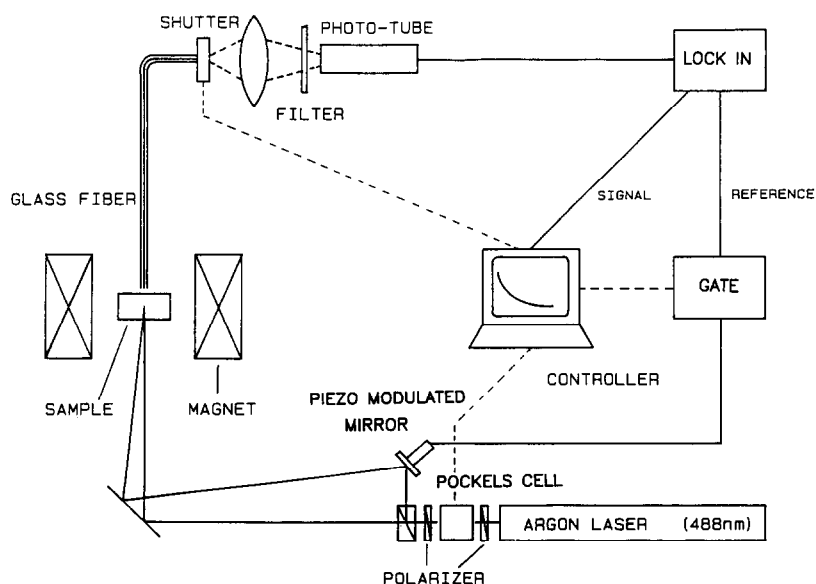 SHUTTER
PHOTO-TUBE
LOCK IN
FILTER
GLASS FIBER
SIGNAL
REFERENCE
GATE
SAMPLE
MAGNET
CONTROLLER
PIEZO MODULATED
MIRROR
POCKELS CELL
ARGON LASER (488nm)
POLARIZER